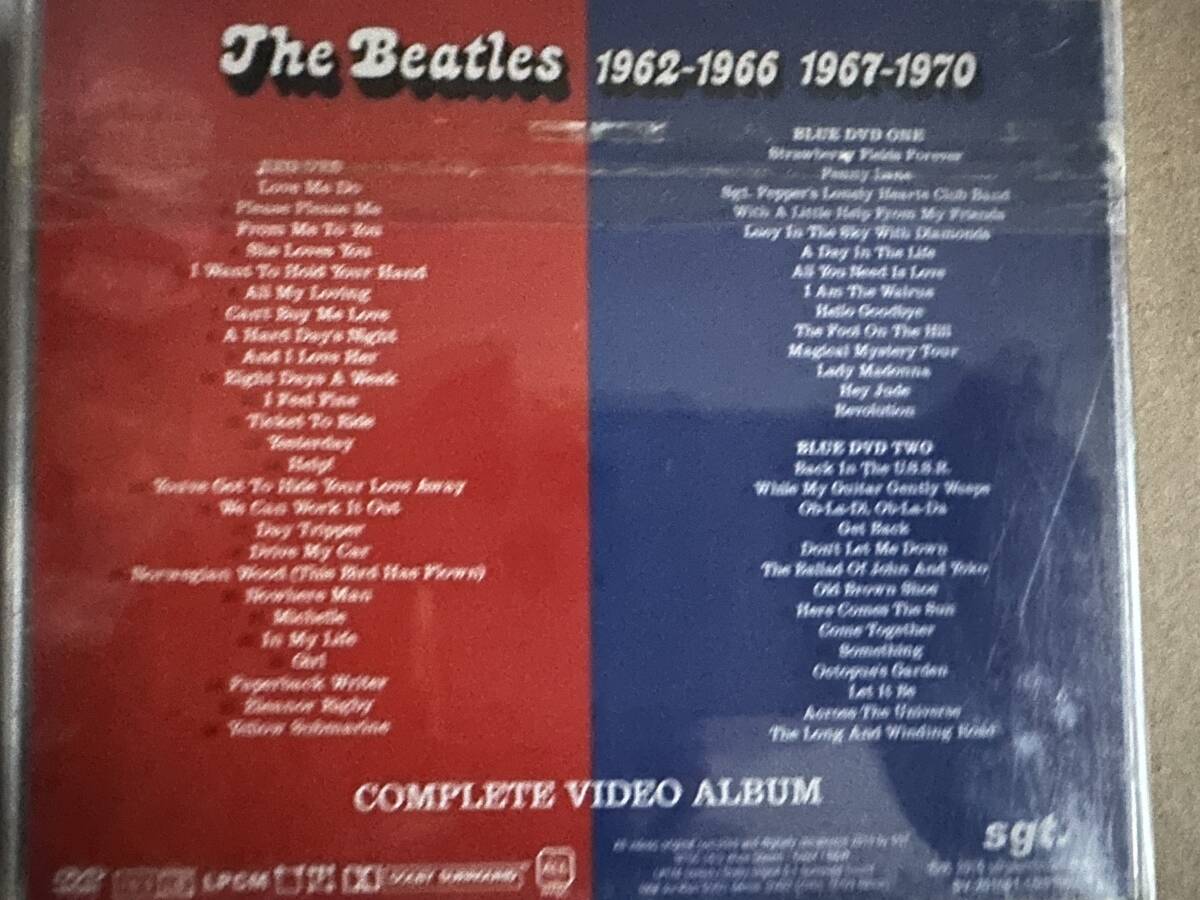 The Beatles 1962-1966 1967-1970
RED DVD
Love Me Do
Please Please Me
From Me To You
She Loves You
I Want To Hold Your Hand
All My Loving
Can't Buy Me Love
A Hard Day's Night
And I Love Her
Eight Days A Week
I Feel Fine
Ticket To Ride
Yesterday
Help!
You've Got To Hide Your Love Away
We Can Work It Out
Day Tripper
Drive My Car
Norwegian Wood (This Bird Has Flown)
Nowhere Man
Michelle
In My Life
Girl
Paperback Writer
Eleanor Rigby
Yellow Submarine
BLUE DVD ONE
Strawberry Fields Forever
Penny Lane
Sgt. Pepper's Lonely Hearts Club Band
With A Little Help From My Friends
Lucy In The Sky With Diamonds
A Day In The Life
All You Need Is Love
I Am The Walrus
Hello Goodbye
The Fool On The Hill
Magical Mystery Tour
Lady Madonna
Hey Jude
Revolution
BLUE DVD TWO
Back In The U.S.S.R.
While My Guitar Gently Weeps
Ob-La-Di, Ob-La-Da
Get Back
Don't Let Me Down
The Ballad Of John And Yoko
Old Brown Shoe
Here Comes The Sun
Come Together
Something
Octopus's Garden
Let It Be
Across The Universe
The Long And Winding Road
COMPLETE VIDEO ALBUM
sgt.
LPCM
DOLBY SURROUND
ALL